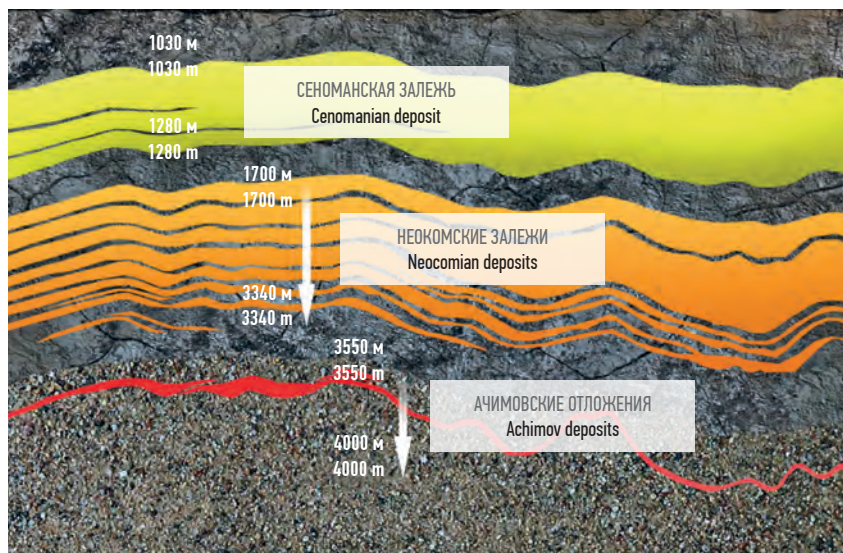 1030 м
1030 m
СЕНОМАНСКАЯ ЗАЛЕЖЬ
Cenomanian deposit
1280 м
1280 m
1700 м
1700 m
НЕОКОМСКИЕ ЗАЛЕЖИ
Neocomian deposits
3340 м
3340 m
3550 м
3550 m
АЧИМОВСКИЕ ОТЛОЖЕНИЯ
Achimov deposits
4000 м
4000 m